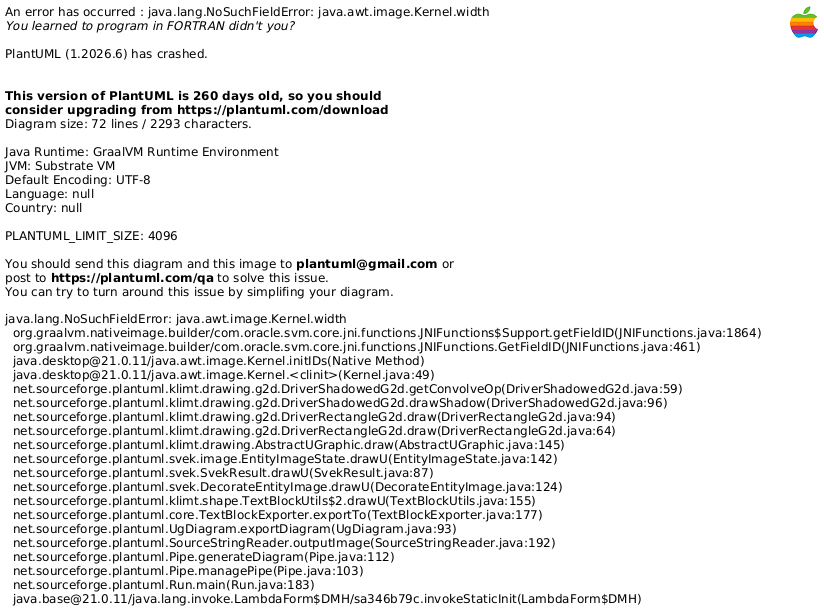 An error has occurred : java.lang.NoSuchFieldError: java.awt.image.Kernel.width
You learned to program in FORTRAN didn't you?
PlantUML (1.2026.6) has crashed.
This version of PlantUML is 260 days old, so you should
consider upgrading from https://plantuml.com/download
Diagram size: 72 lines / 2293 characters.
Java Runtime: GraalVM Runtime Environment
JVM: Substrate VM
Default Encoding: UTF-8
Language: null
Country: null
PLANTUML_LIMIT_SIZE: 4096
You should send this diagram and this image to plantuml@gmail.com or
post to https://plantuml.com/qa to solve this issue.
You can try to turn around this issue by simplifing your diagram.
java.lang.NoSuchFieldError: java.awt.image.Kernel.width
org.graalvm.nativeimage.builder/com.oracle.svm.core.jni.functions.JNIFunctions$Support.getFieldID(JNIFunctions.java:1864)
org.graalvm.nativeimage.builder/com.oracle.svm.core.jni.functions.JNIFunctions.GetFieldID(JNIFunctions.java:461)
java.desktop@21.0.11/java.awt.image.Kernel.initIDs(Native Method)
java.desktop@21.0.11/java.awt.image.Kernel.<clinit>(Kernel.java:49)
net.sourceforge.plantuml.klimt.drawing.g2d.DriverShadowedG2d.getConvolveOp(DriverShadowedG2d.java:59)
net.sourceforge.plantuml.klimt.drawing.g2d.DriverShadowedG2d.drawShadow(DriverShadowedG2d.java:96)
net.sourceforge.plantuml.klimt.drawing.g2d.DriverRectangleG2d.draw(DriverRectangleG2d.java:94)
net.sourceforge.plantuml.klimt.drawing.g2d.DriverRectangleG2d.draw(DriverRectangleG2d.java:64)
net.sourceforge.plantuml.klimt.drawing.AbstractUGraphic.draw(AbstractUGraphic.java:145)
net.sourceforge.plantuml.svek.image.EntityImageState.drawU(EntityImageState.java:142)
net.sourceforge.plantuml.svek.SvekResult.drawU(SvekResult.java:87)
net.sourceforge.plantuml.svek.DecorateEntityImage.drawU(DecorateEntityImage.java:124)
net.sourceforge.plantuml.klimt.shape.TextBlockUtils$2.drawU(TextBlockUtils.java:155)
net.sourceforge.plantuml.core.TextBlockExporter.exportTo(TextBlockExporter.java:177)
net.sourceforge.plantuml.UgDiagram.exportDiagram(UgDiagram.java:93)
net.sourceforge.plantuml.SourceStringReader.outputImage(SourceStringReader.java:192)
net.sourceforge.plantuml.Pipe.generateDiagram(Pipe.java:112)
net.sourceforge.plantuml.Pipe.managePipe(Pipe.java:103)
net.sourceforge.plantuml.Run.main(Run.java:183)
java.base@21.0.11/java.lang.invoke.LambdaForm$DMH/sa346b79c.invokeStaticInit(LambdaForm$DMH)